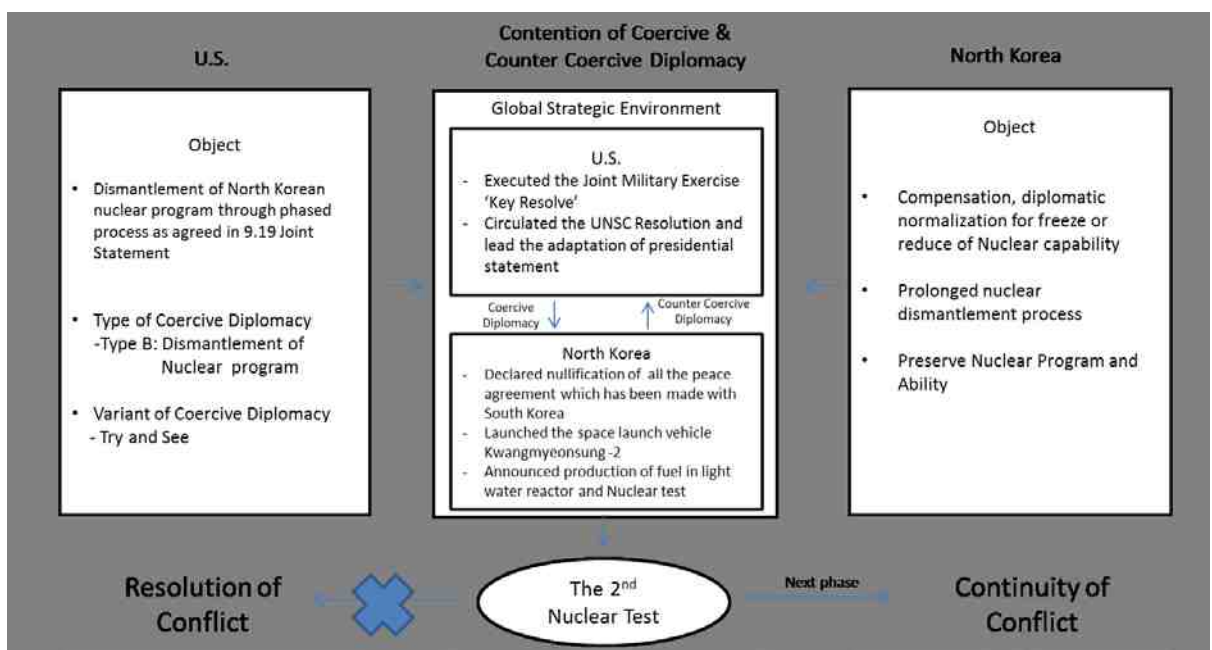 U.S.
Object
• Dismantlement of North Korean
nuclear program through phased
process as agreed in 9.19 Joint
Statement
• Type of Coercive Diplomacy
-Type B: Dismantlement of
Nuclear program
• Variant of Coercive Diplomacy
- Try and See
Contention of Coercive &
Counter Coercive Diplomacy
Global Strategic Environment
U.S.
- Executed the Joint Military Exercise
'Key Resolve'
- Circulated the UNSC Resolution and
lead the adaptation of presidential
statement
Coercive
Diplomacy
Counter Coercive
Diplomacy
North Korea
- Declared nullification of all the peace
agreement which has been made with
South Korea
- Launched the space launch vehicle
Kwangmyeonsung -2
- Announced production of fuel in light
water reactor and Nuclear test
North Korea
Object
• Compensation, diplomatic
normalization for freeze or
reduce of Nuclear capability
• Prolonged nuclear
dismantlement process
• Preserve Nuclear Program and
Ability
Resolution of
Conflict
The 2nd
Nuclear Test
Next phase
Continuity of
Conflict